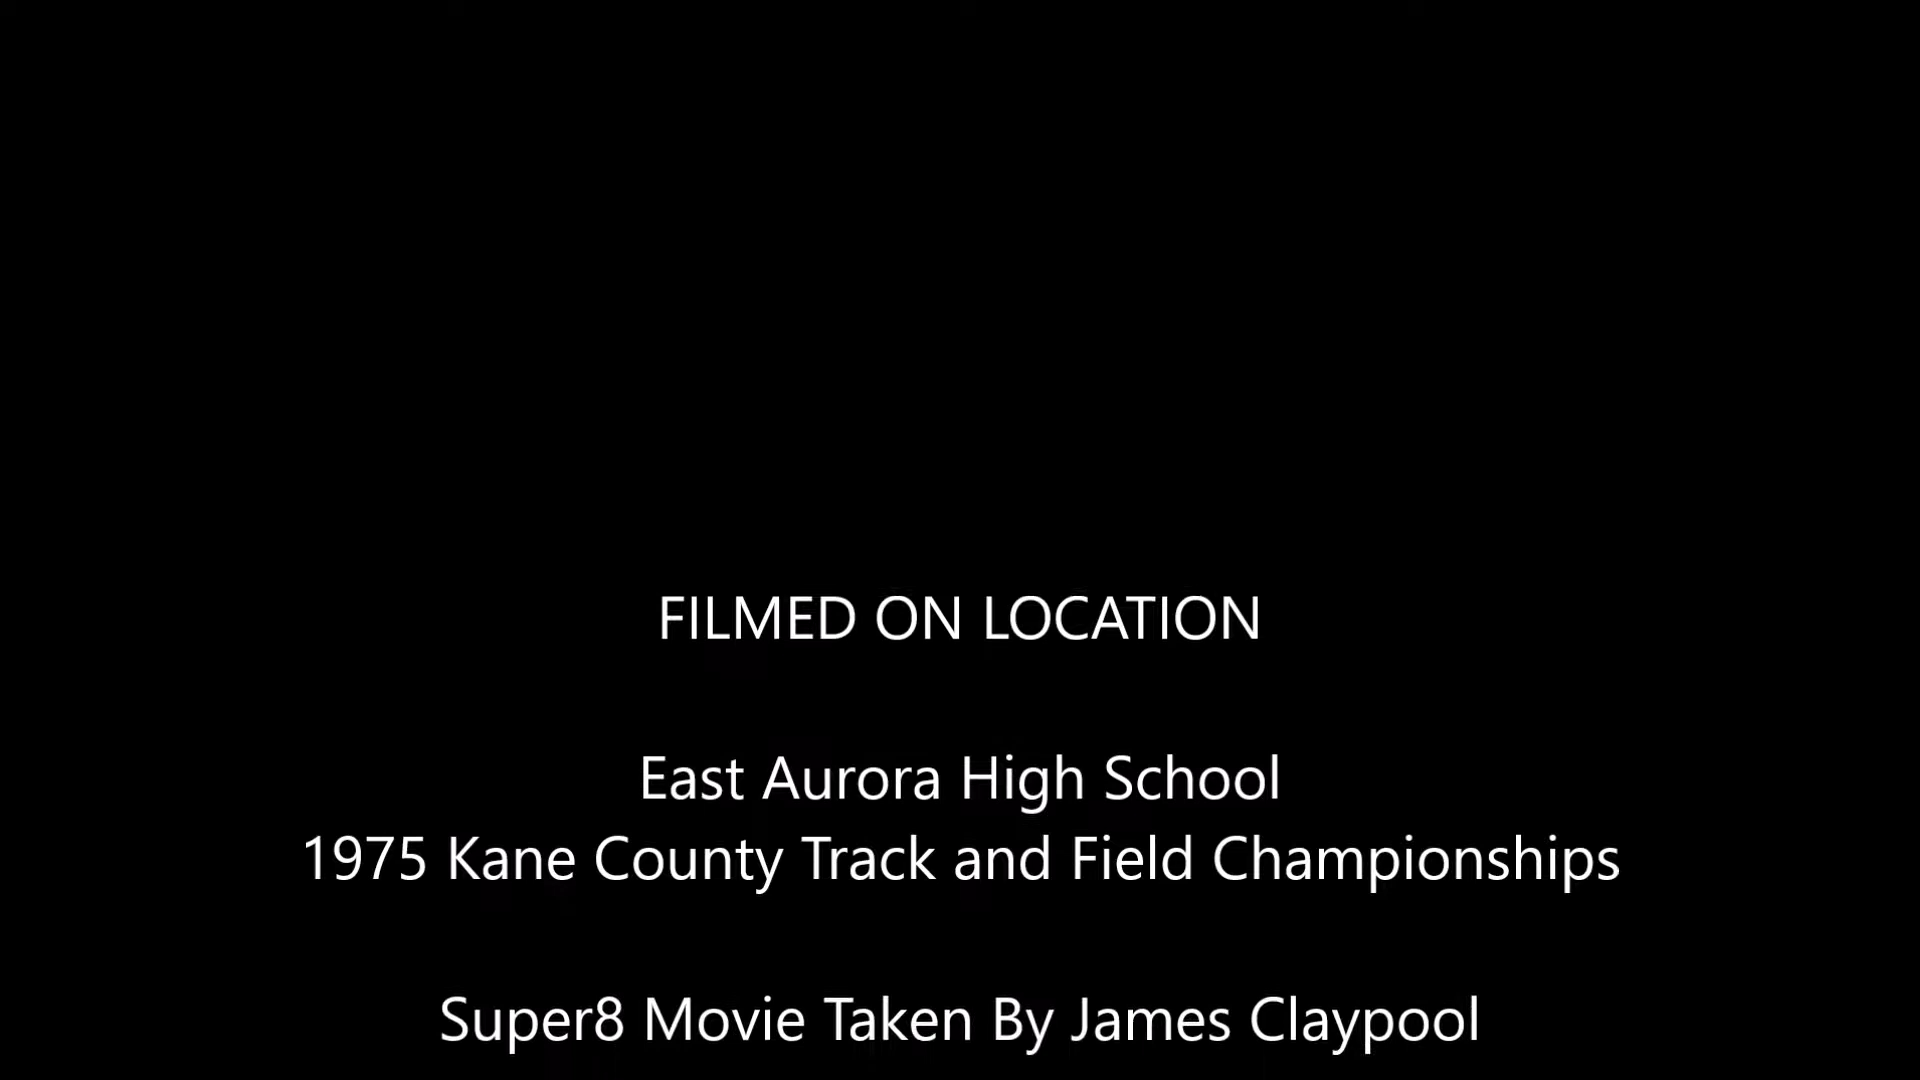 FILMED ON LOCATION
East Aurora High School
1975 Kane County Track and Field Championships
Super8 Movie Taken By James Claypool